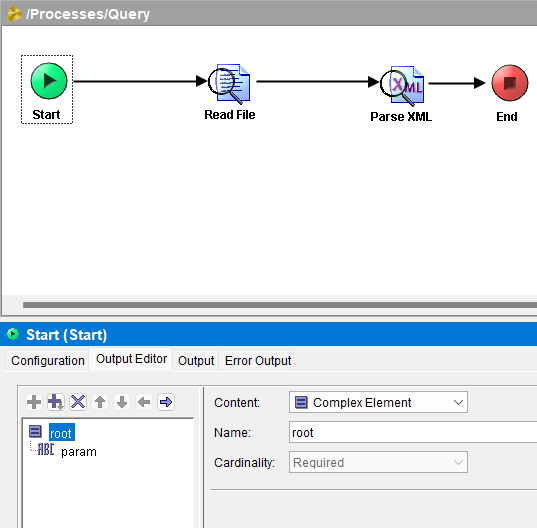 /Processes/Query
Start
Read File
XML
Parse XML
End
Start (Start)
Configuration Output Editor Output Error Output
Content: Complex Element
Name: root
Cardinality: Required
root
ABC param